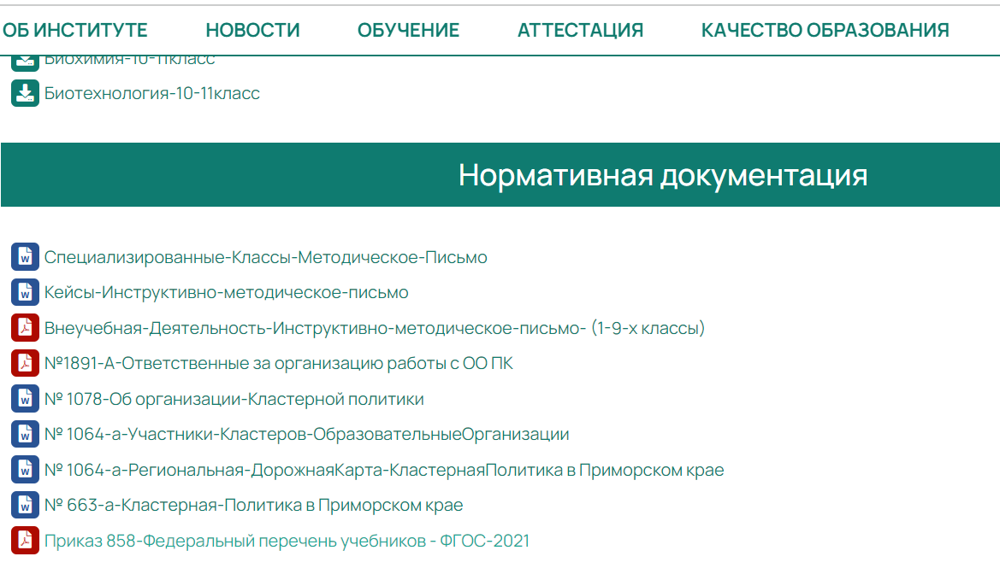 ОБ ИНСТИТУТЕ НОВОСТИ ОБУЧЕНИЕ АТТЕСТАЦИЯ КАЧЕСТВО ОБРАЗОВАНИЯ
Биохимия-10-11класс
Биотехнология-10-11класс
Нормативная документация
Специализированные-Классы-Методическое-Письмо
Кейсы-Инструктивно-методическое-письмо
Внеучебная-Деятельность-Инструктивно-методическое-письмо- (1-9-х классы)
№1891-А-Ответственные за организацию работы с ОО ПК
№ 1078-Об организации-Кластерной политики
№ 1064-а-Участники-Кластеров-ОбразовательныеОрганизации
№ 1064-а-Региональная-ДорожнаяКарта-КластернаяПолитика в Приморском крае
№ 663-а-Кластерная-Политика в Приморском крае
Приказ 858-Федеральный перечень учебников - ФГОС-2021